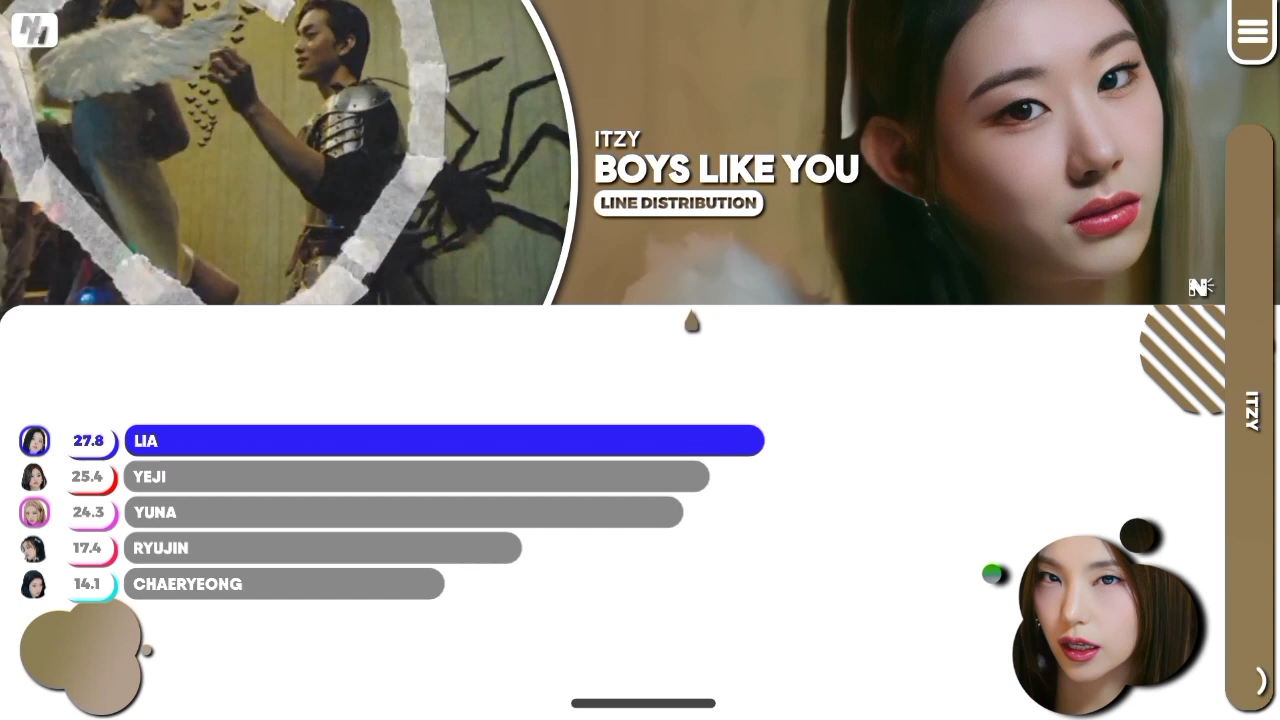 NH
ITZY
BOYS LIKE YOU
LINE DISTRIBUTION
N
ITZY
27.8 LIA
25.4 YEJI
24.3 YUNA
17.4 RYUJIN
14.1 CHAERYEONG